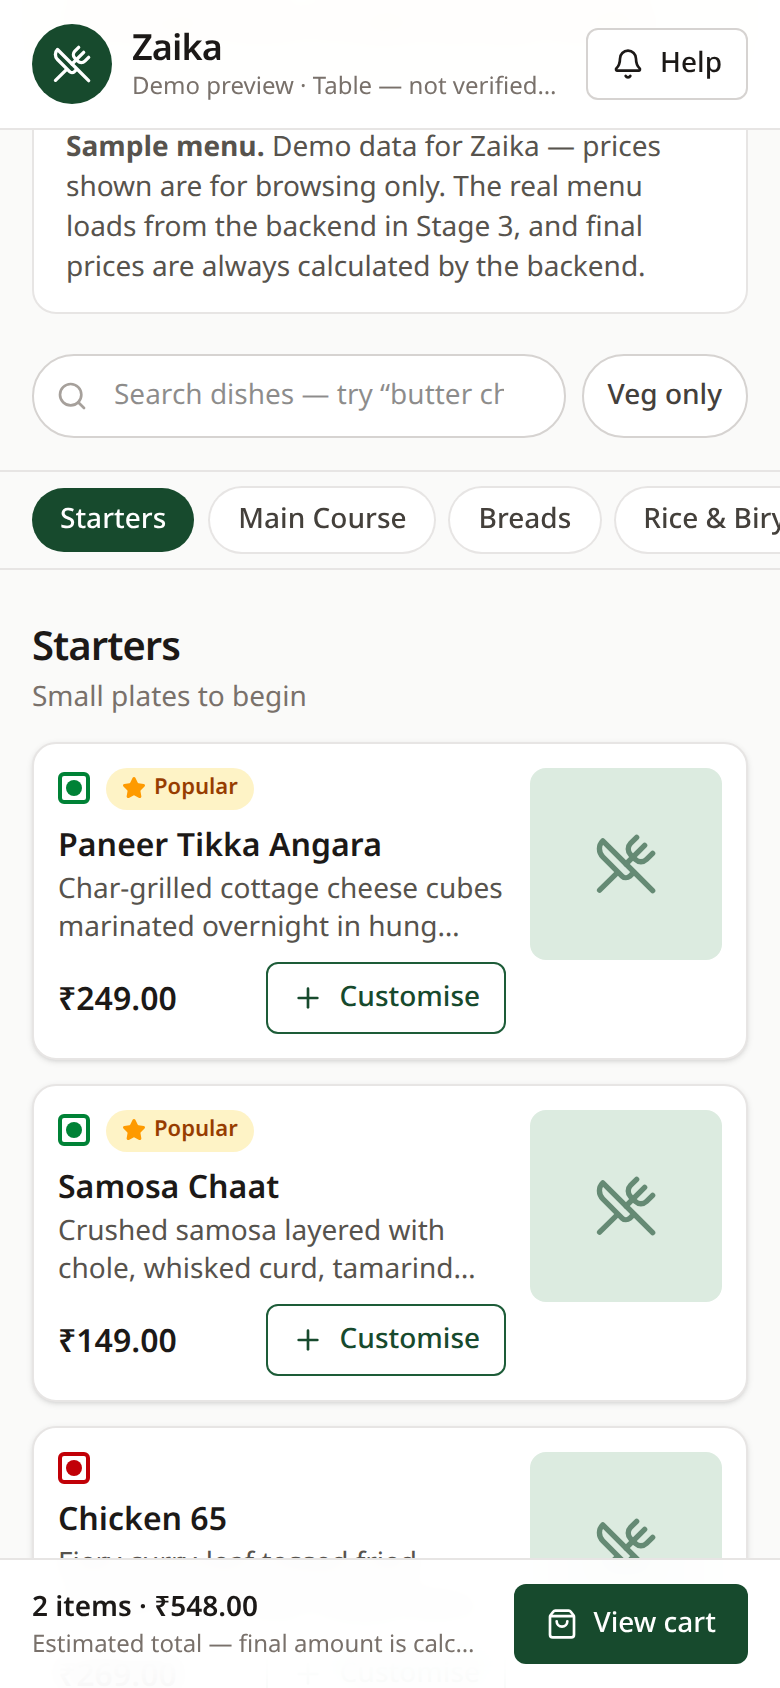 Zaika
Demo preview · Table — not verified...
Help
Sample menu. Demo data for Zaika — prices
shown are for browsing only. The real menu
loads from the backend in Stage 3, and final
prices are always calculated by the backend.
Search dishes — try “butter ch
Veg only
Starters
Main Course
Breads
Rice & Biry
Starters
Small plates to begin
Popular
Paneer Tikka Angara
Char-grilled cottage cheese cubes
marinated overnight in hung...
₹249.00
Customise
Popular
Samosa Chaat
Crushed samosa layered with
chole, whisked curd, tamarind...
₹149.00
Customise
Chicken 65
2 items · ₹548.00
Estimated total — final amount is calc...
View cart